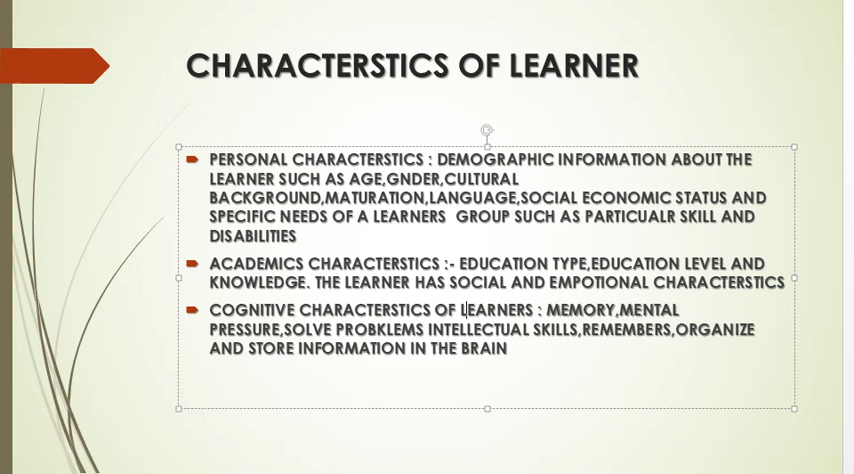 CHARACTERSTICS OF LEARNER
PERSONAL CHARACTERSTICS : DEMOGRAPHIC INFORMATION ABOUT THE
LEARNER SUCH AS AGE,GNDER,CULTURAL
BACKGROUND,MATURATION,LANGUAGE,SOCIAL ECONOMIC STATUS AND
SPECIFIC NEEDS OF A LEARNERS  GROUP SUCH AS PARTICUALR SKILL AND
DISABILITIES
ACADEMICS CHARACTERSTICS :- EDUCATION TYPE,EDUCATION LEVEL AND
KNOWLEDGE. THE LEARNER HAS SOCIAL AND EMPOTIONAL CHARACTERSTICS
COGNITIVE CHARACTERSTICS OF LEARNERS : MEMORY,MENTAL
PRESSURE,SOLVE PROBKLEMS INTELLECTUAL SKILLS,REMEMBERS,ORGANIZE
AND STORE INFORMATION IN THE BRAIN